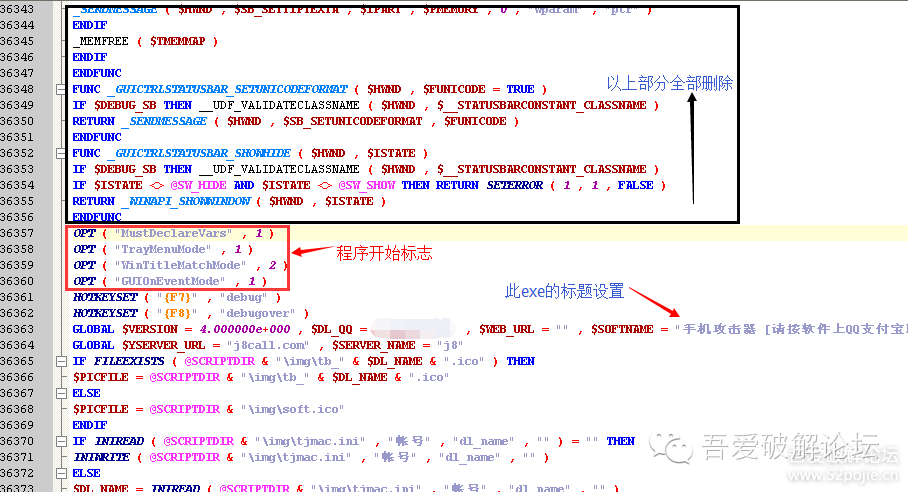 36343 _SENDMESSAGE ( $HWND , $SB_SETTIPTEXTA , $IPART , $PMEMORY , 0 , "wparam" , "ptr" )
36344 ENDIF
36345 _MEMFREE ( $TMEMMAP )
36346 ENDIF
36347 ENDFUNC
36348 FUNC _GUICTRLSTATUSBAR_SETUNICODEFORMAT ( $HWND , $FUNICODE = TRUE )
以上部分全部删除
36349 IF $DEBUG_SB THEN __UDF_VALIDATECLASSNAME ( $HWND , $__STATUSBARCONSTANT_CLASSNAME )
36350 RETURN _SENDMESSAGE ( $HWND , $SB_SETUNICODEFORMAT , $FUNICODE )
36351 ENDFUNC
36352 FUNC _GUICTRLSTATUSBAR_SHOWHIDE ( $HWND , $ISTATE )
36353 IF $DEBUG_SB THEN __UDF_VALIDATECLASSNAME ( $HWND , $__STATUSBARCONSTANT_CLASSNAME )
36354 IF $ISTATE <> @SW_HIDE AND $ISTATE <> @SW_SHOW THEN RETURN SETERROR ( 1 , 1 , FALSE )
36355 RETURN _WINAPI_SHOWWINDOW ( $HWND , $ISTATE )
36356 ENDFUNC
36357 OPT ( "MustDeclareVars" , 1 )
36358 OPT ( "TrayMenuMode" , 1 )
程序开始标志
36359 OPT ( "WinTitleMatchMode" , 2 )
36360 OPT ( "GUIOnEventMode" , 1 )
此exe的标题设置
36361 HOTKEYSET ( "{F7}" , "debug" )
36362 HOTKEYSET ( "{F8}" , "debugover" )
36363 GLOBAL $VERSION = 4.000000e+000 , $DL_QQ = , $WEB_URL = "" , $SOFTNAME = "手机攻击器 [请按软件上QQ支付宝
36364 GLOBAL $YSERVER_URL = "j8call.com" , $SERVER_NAME = "j8"
36365 IF FILEEXISTS ( @SCRIPTDIR & "\img\tb_" & $DL_NAME & ".ico" ) THEN
36366 $PICFILE = @SCRIPTDIR & "\img\tb_" & $DL_NAME & ".ico"
36367 ELSE
36368 $PICFILE = @SCRIPTDIR & "\img\soft.ico"
36369 ENDIF
36370 IF INIREAD ( @SCRIPTDIR & "\img\tjmac.ini" , "帐号" , "dl_name" , "" ) = "" THEN
36371 INIWRITE ( @SCRIPTDIR & "\img\tjmac.ini" , "帐号" , "dl_name" , "" )
36372 ELSE
36373 $DL_NAME = INIREAD ( @SCRIPTDIR & "\img\tjmac.ini" , "帐号" , "dl_name" , "" )
吾爱破解论坛
吾爱破解论坛
www.52pojie.cn